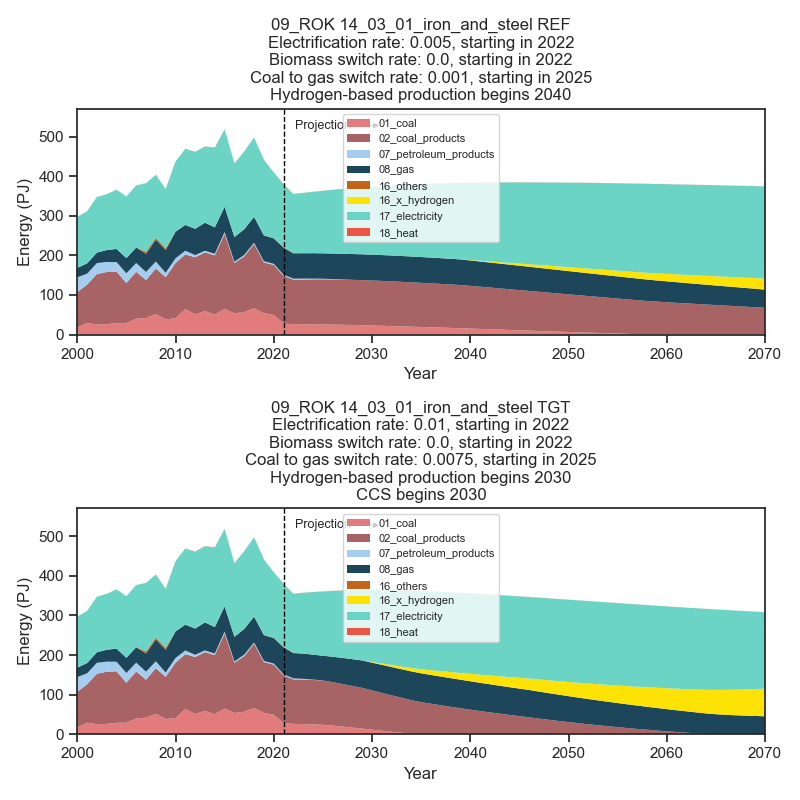 09_ROK 14_03_01_iron_and_steel REF
Electrification rate: 0.005, starting in 2022
Biomass switch rate: 0.0, starting in 2022
Coal to gas switch rate: 0.001, starting in 2025
Hydrogen-based production begins 2040
Energy (PJ)
500
400
300
200
100
0
Projection
01_coal
02_coal_products
07_petroleum_products
08_gas
16_others
16_x_hydrogen
17_electricity
18_heat
2000 2010 2020 2030 2040 2050 2060 2070
Year
09_ROK 14_03_01_iron_and_steel TGT
Electrification rate: 0.01, starting in 2022
Biomass switch rate: 0.0, starting in 2022
Coal to gas switch rate: 0.0075, starting in 2025
Hydrogen-based production begins 2030
CCS begins 2030
Energy (PJ)
500
400
300
200
100
0
Projection
01_coal
02_coal_products
07_petroleum_products
08_gas
16_others
16_x_hydrogen
17_electricity
18_heat
2000 2010 2020 2030 2040 2050 2060 2070
Year